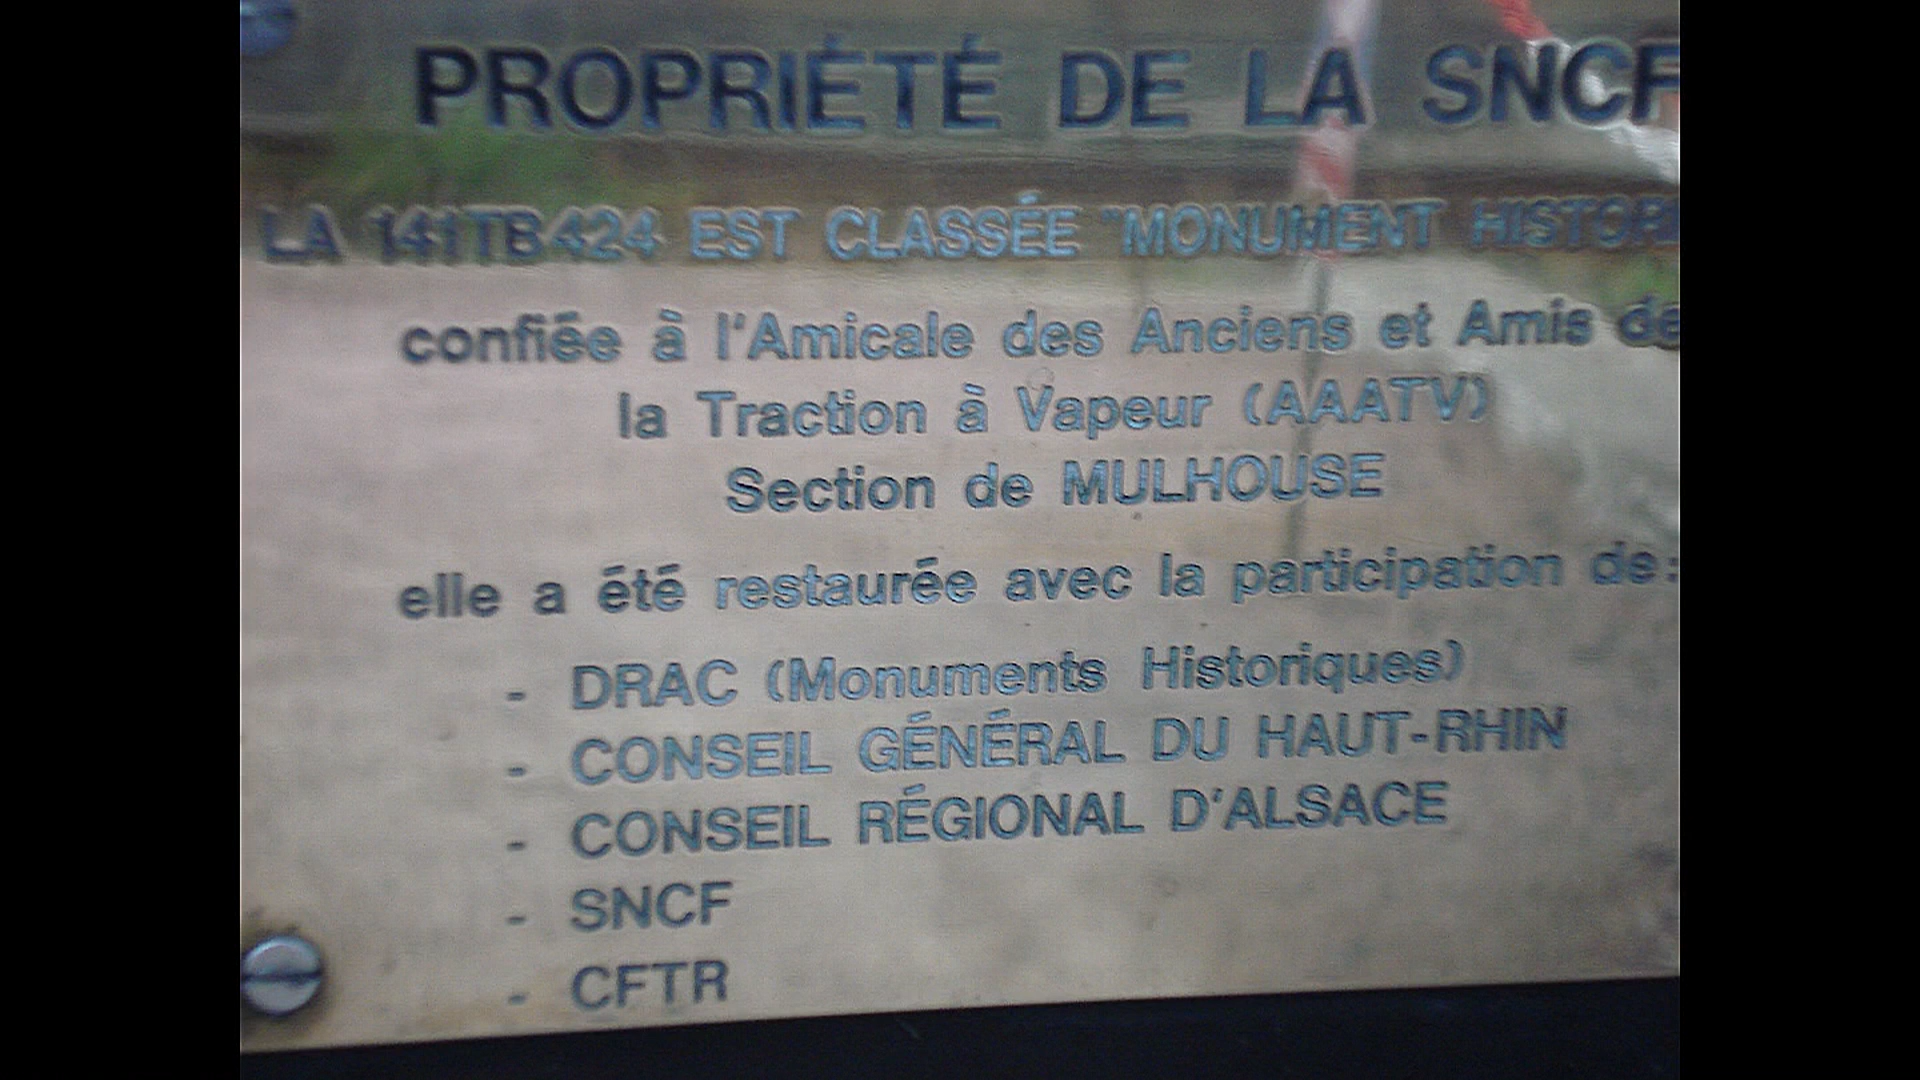 PROPRIÉTÉ DE LA SNCF
LA 141TB424 EST CLASSÉE "MONUMENT HISTORI
confiée à l'Amicale des Anciens et Amis de
la Traction à Vapeur (AAATV)
Section de MULHOUSE
elle a été restaurée avec la participation de:
- DRAC (Monuments Historiques)
- CONSEIL GÉNÉRAL DU HAUT-RHIN
- CONSEIL RÉGIONAL D'ALSACE
- SNCF
- CFTR